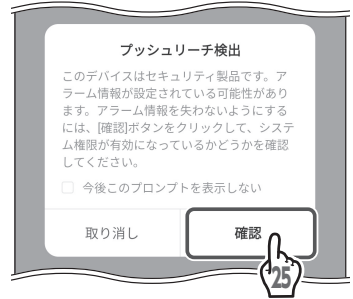 プッシュリーチ検出
このデバイスはセキュリティ製品です。ア
ラーム情報が設定されている可能性があり
ます。アラーム情報を失わないようにする
には、[確認]ボタンをクリックして、システ
ム権限が有効になっているかどうかを確認
してください。
今後このプロンプトを表示しない
取り消し
確認
25